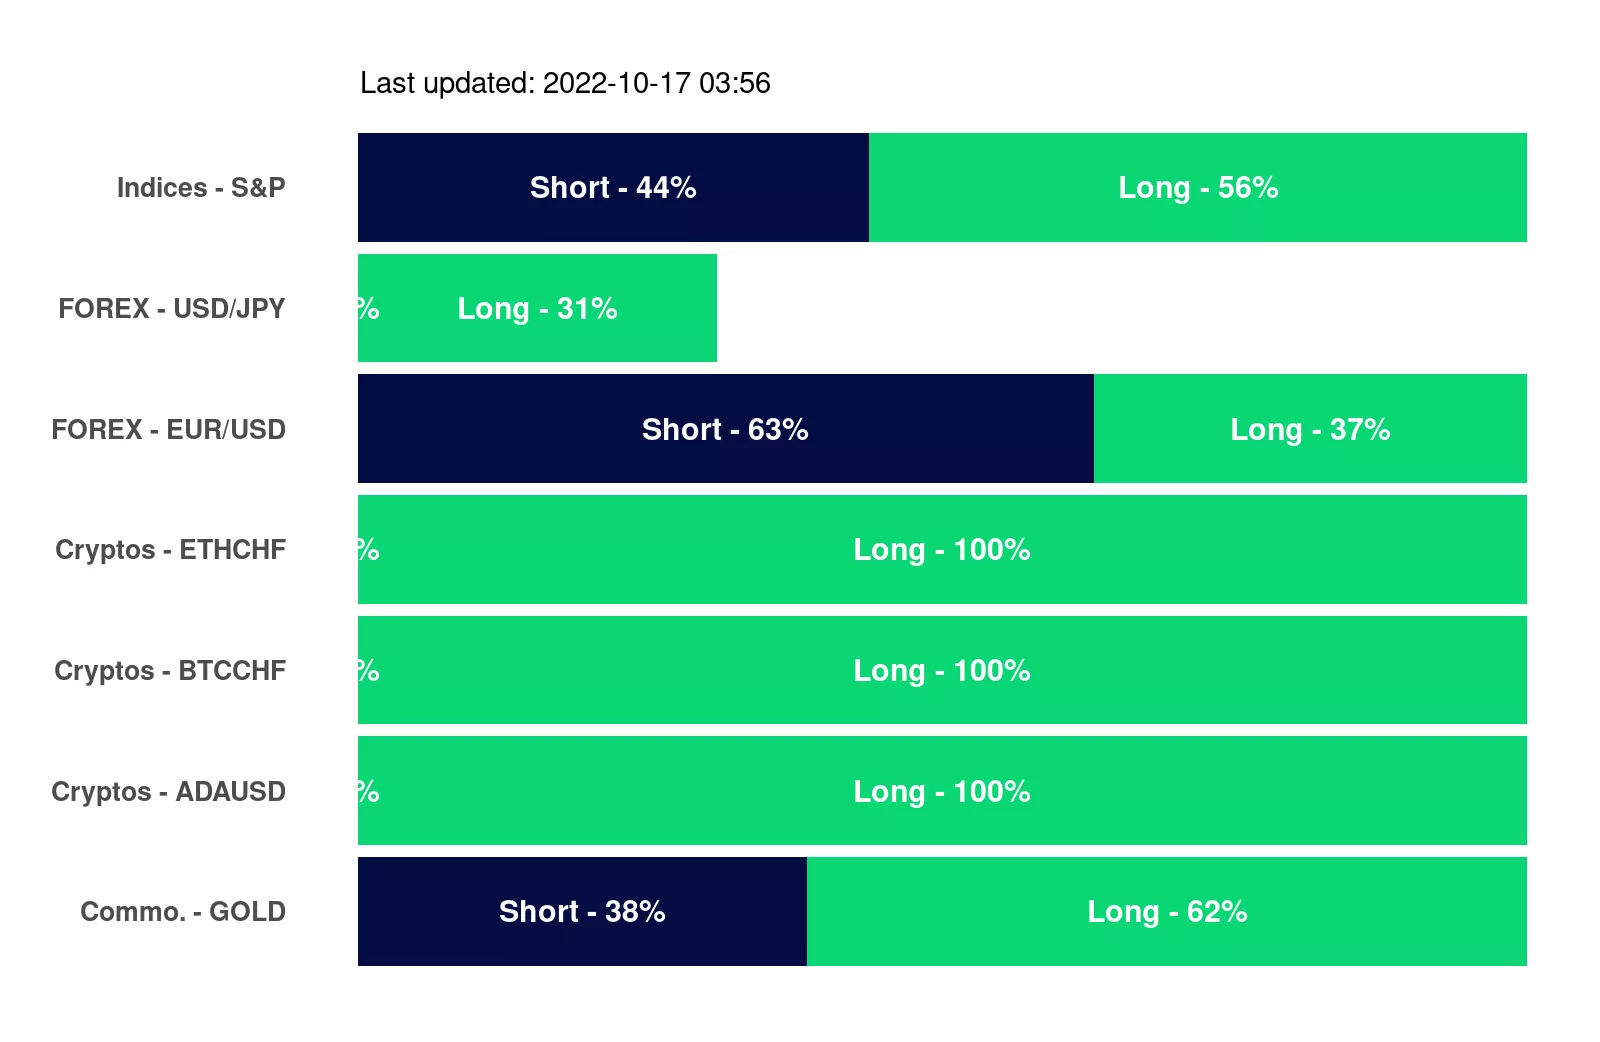 Last updated: 2022-10-17 03:56
Indices - S&P Short - 44% Long - 56%
FOREX - USD/JPY % Long - 31%
FOREX - EUR/USD Short - 63% Long - 37%
Cryptos - ETHCHF % Long - 100%
Cryptos - BTCCHF % Long - 100%
Cryptos - ADAUSD % Long - 100%
Commo. - GOLD Short - 38% Long - 62%